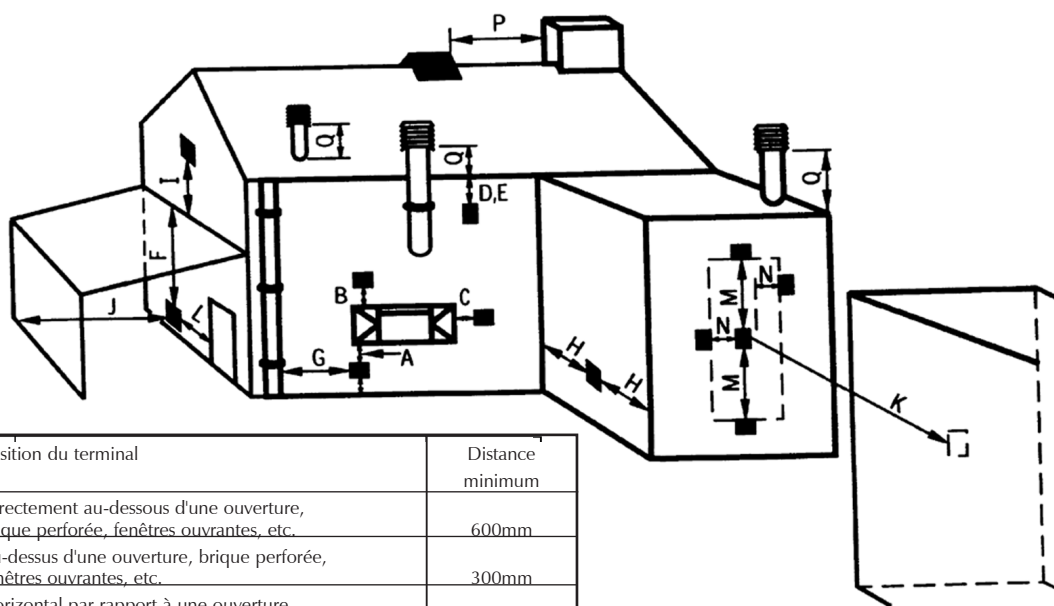 P
Q
Q
D,E
Q
I
F
B
C
N
M
J
L
N
G
A
H
H
M
K
sition du terminal
Distance
minimum
rectement au-dessous d'une ouverture,
que perforée, fenêtres ouvrantes, etc.
600mm
-dessus d'une ouverture, brique perforée,
nêtres ouvrantes, etc.
300mm
orizontal par rapport à une ouverture